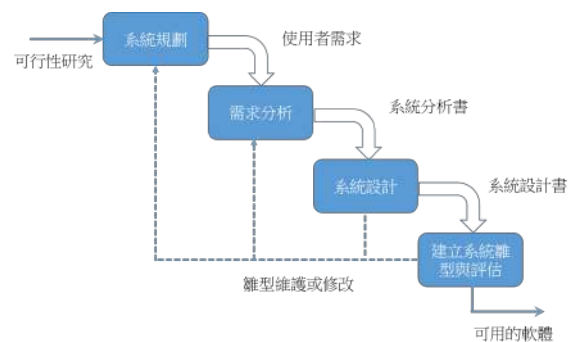 系統規劃
使用者需求
可行性研究
需求分析
系統分析書
系統設計
系統設計書
建立系統雛
型與評估
雛型維護或修改
可用的軟體